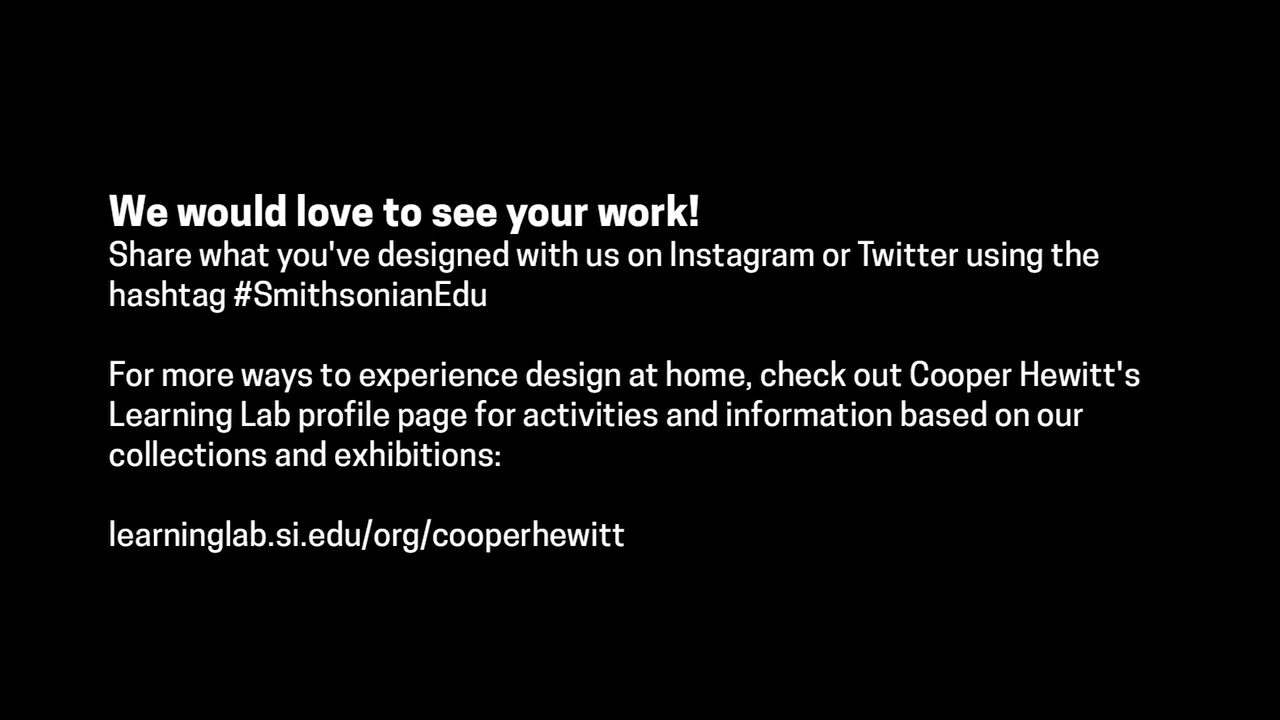 We would love to see your work!
Share what you've designed with us on Instagram or Twitter using the
hashtag #SmithsonianEdu
For more ways to experience design at home, check out Cooper Hewitt's
Learning Lab profile page for activities and information based on our
collections and exhibitions:
learninglab.si.edu/org/cooperhewitt